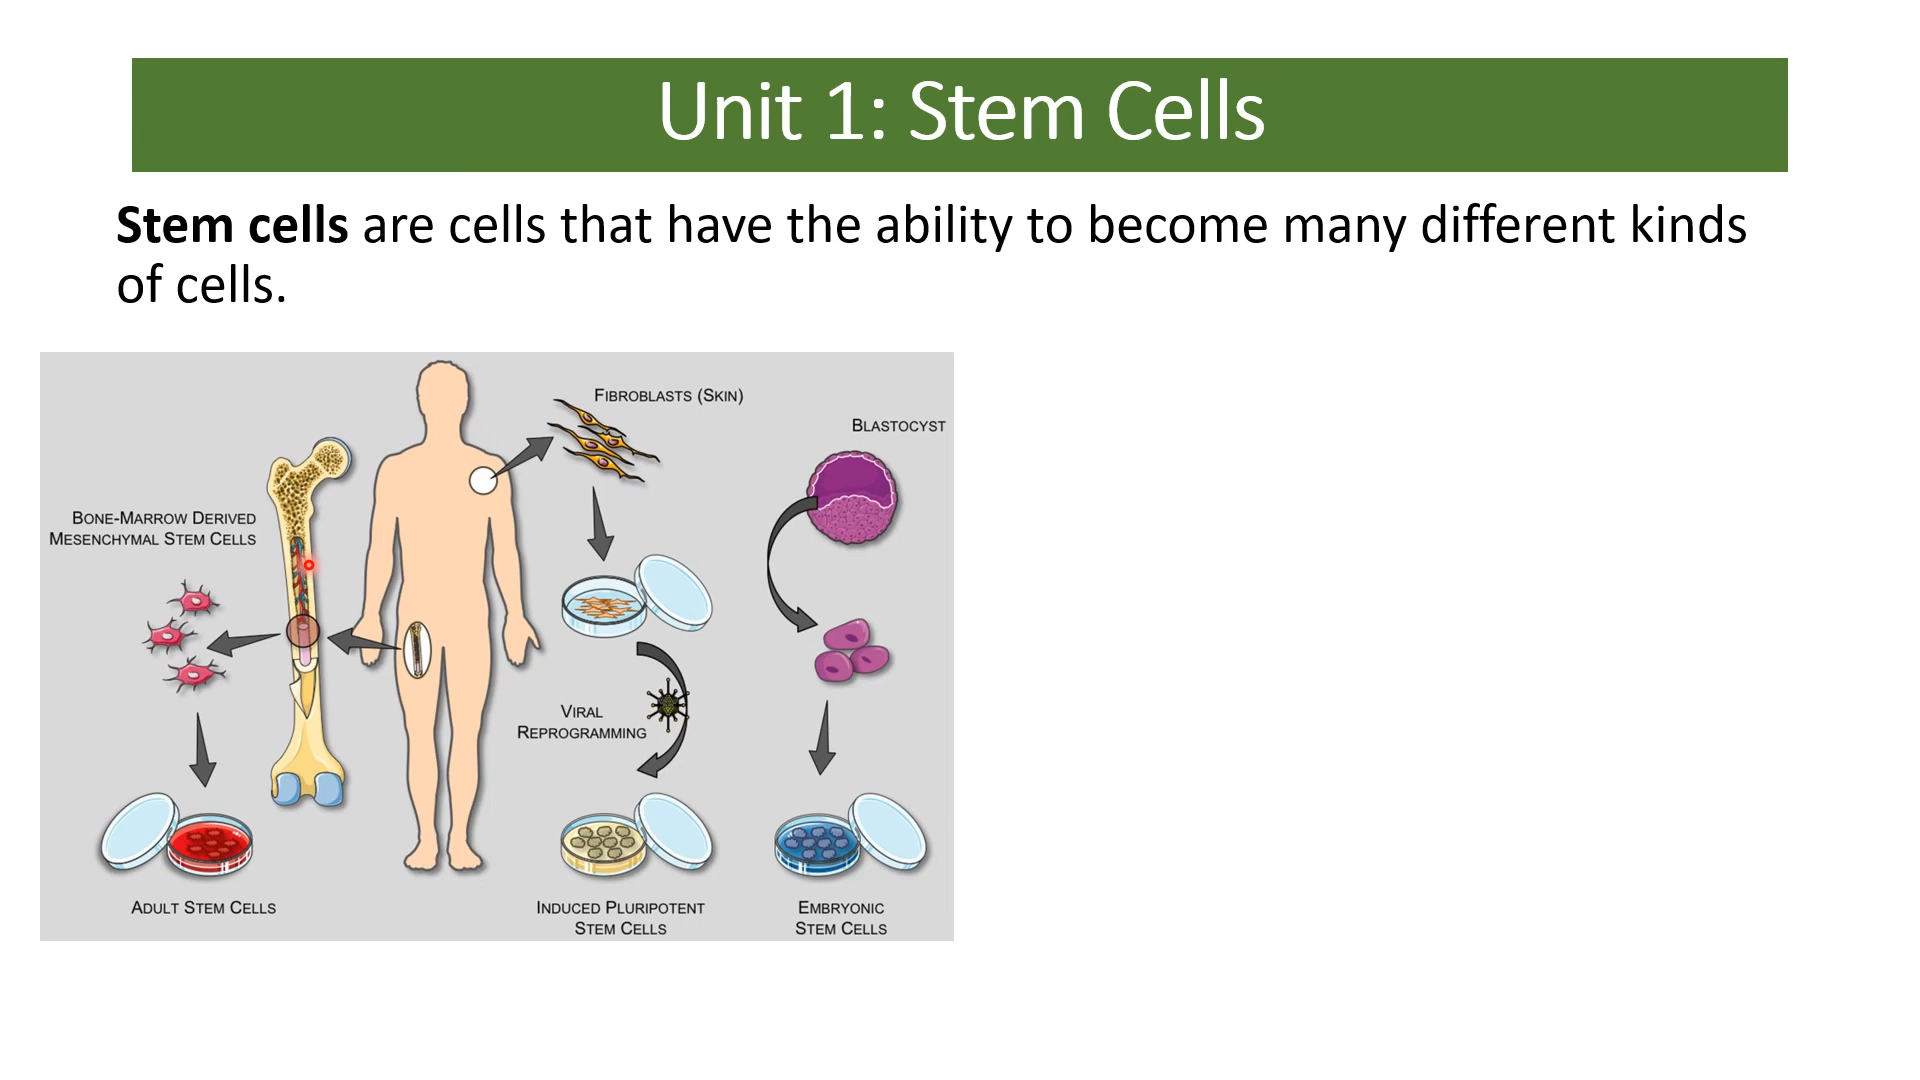 Unit 1: Stem Cells
Stem cells are cells that have the ability to become many different kinds
of cells.
FIBROBLASTS (SKIN)
BLASTOCYST
BONE-MARROW DERIVED
MESENCHYMAL STEM CELLS
VIRAL
REPROGRAMMING
ADULT STEM CELLS
INDUCED PLURIPOTENT
STEM CELLS
EMBRYONIC
STEM CELLS